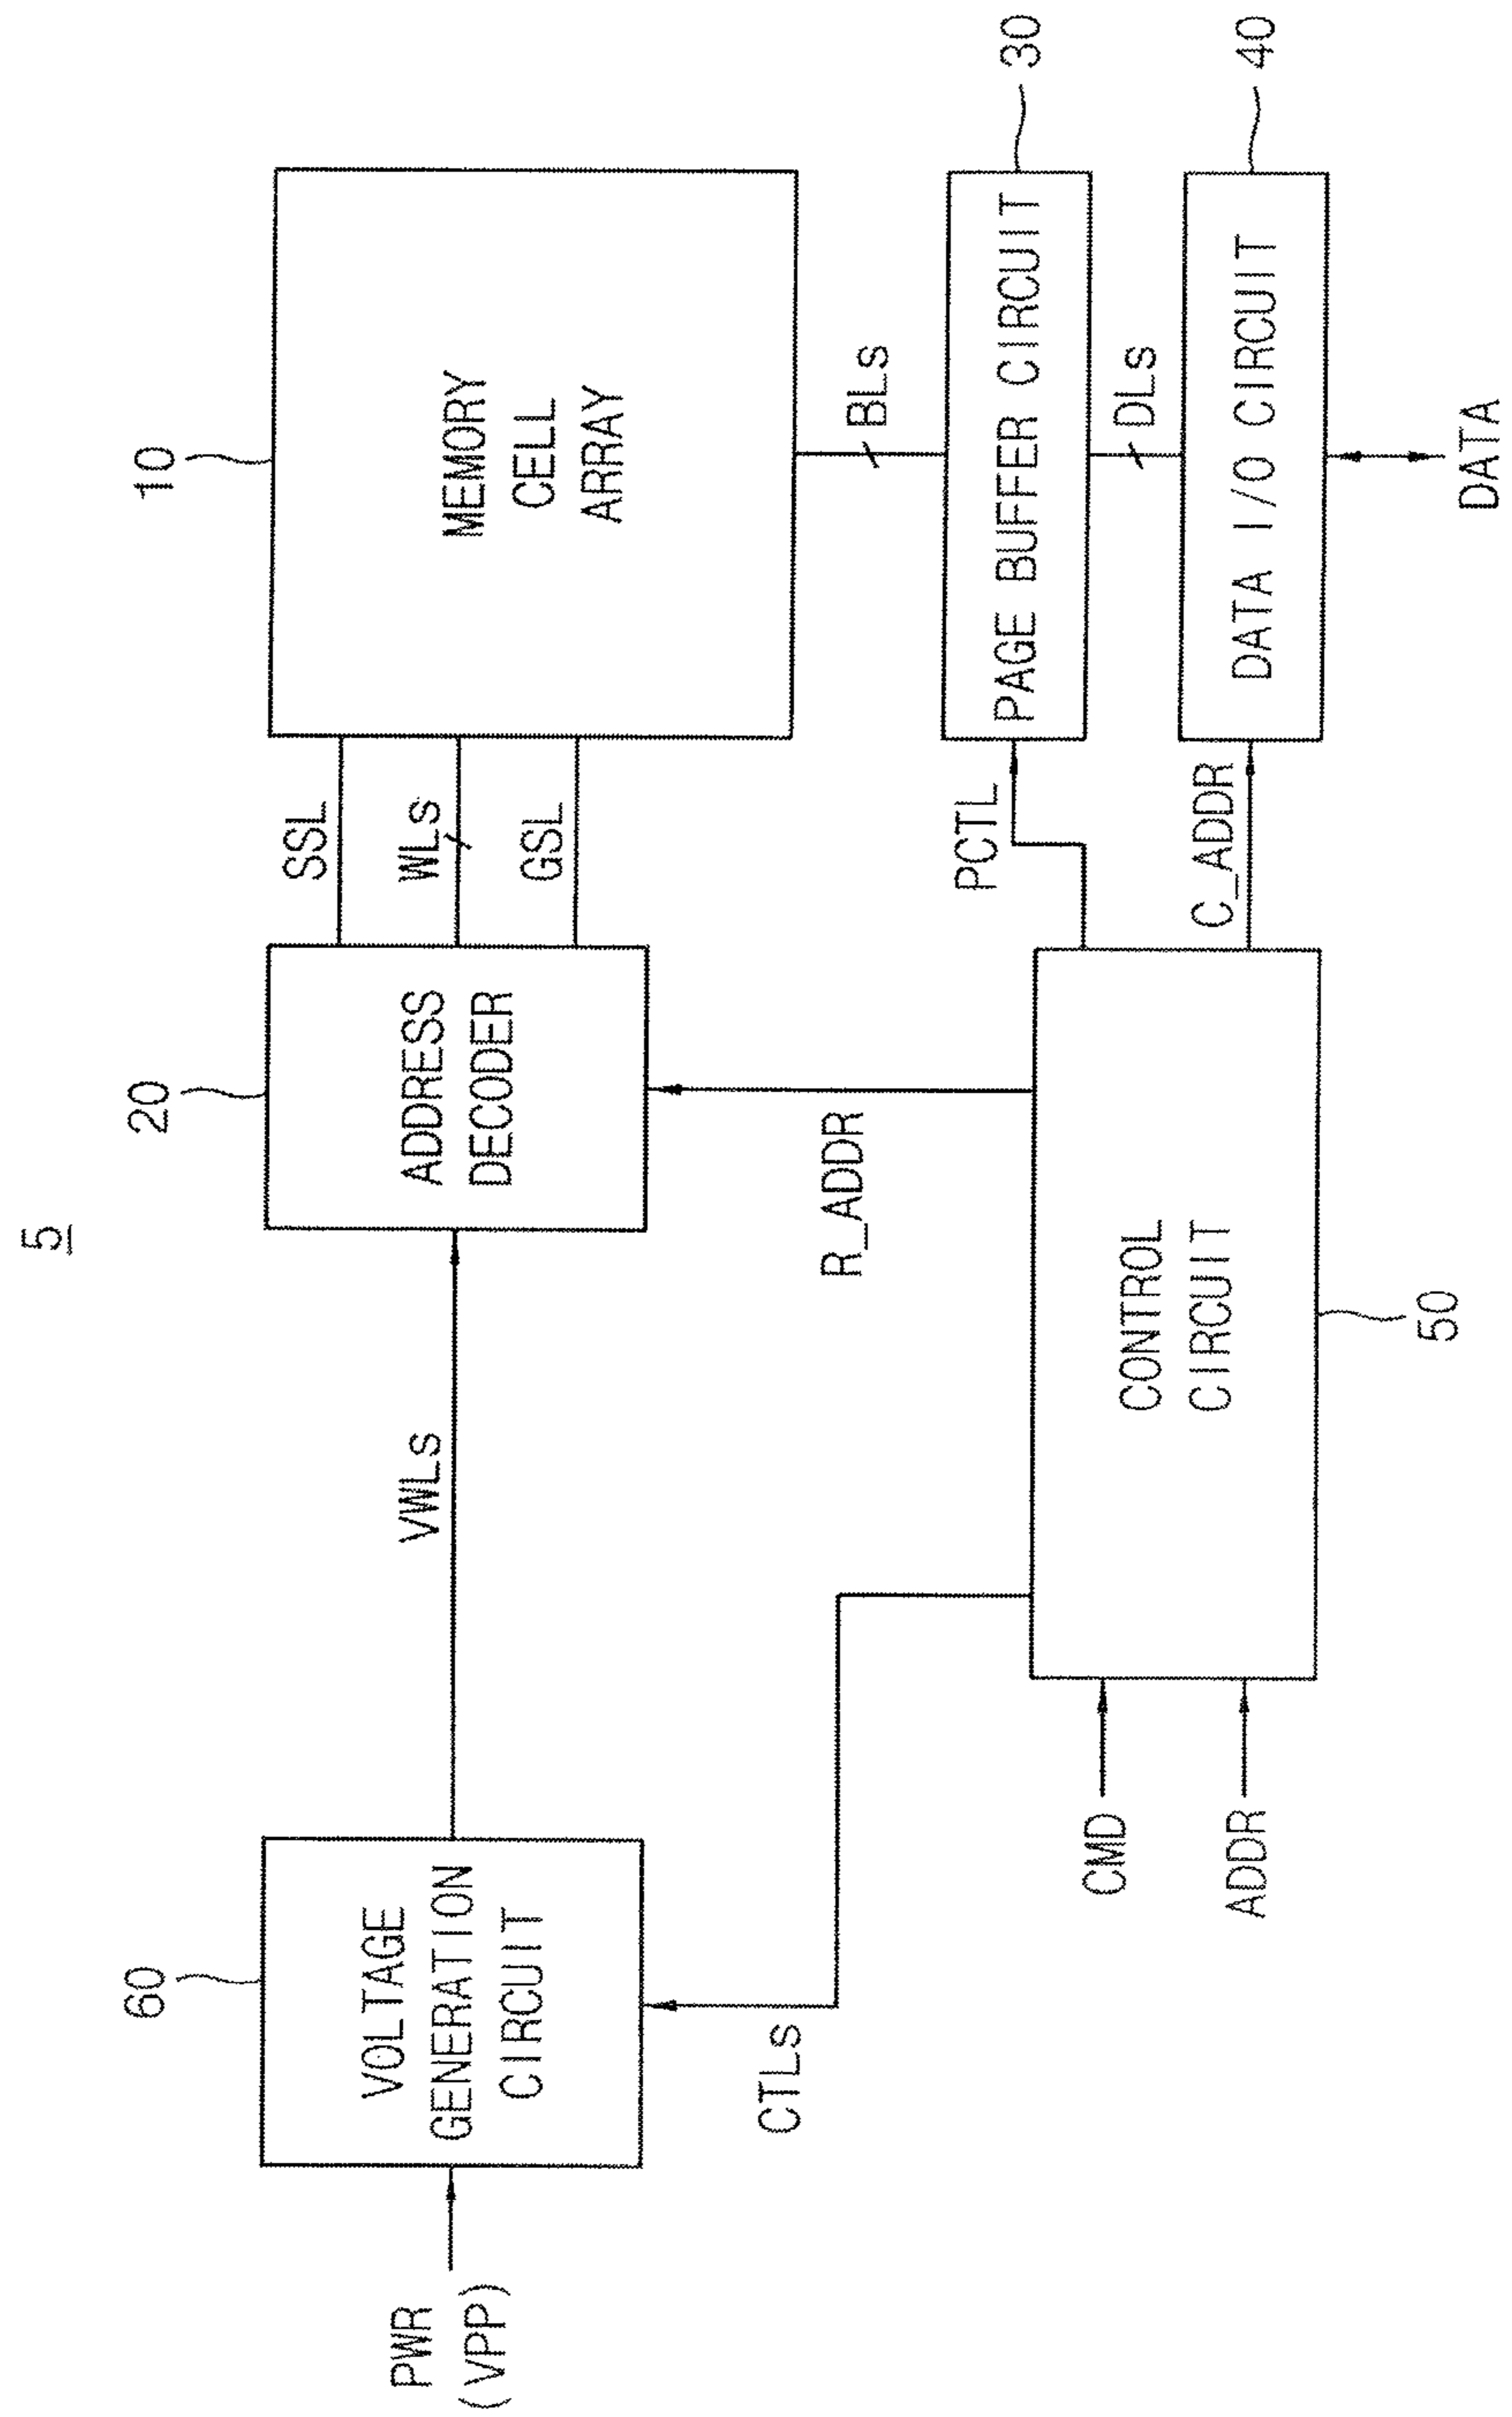 5
60
20
10
VOLTAGE
GENERATION
CIRCUIT
PWR
(VPP)
VWLs
ADDRESS
DECODER
SSL
WLs
GSL
MEMORY
CELL
ARRAY
CTLs
R_ADDR
BLs
PCTL
PAGE BUFFER CIRCUIT
30
DLs
CMD
ADDR
CONTROL
CIRCUIT
C_ADDR
DATA I/O CIRCUIT
40
50
DATA